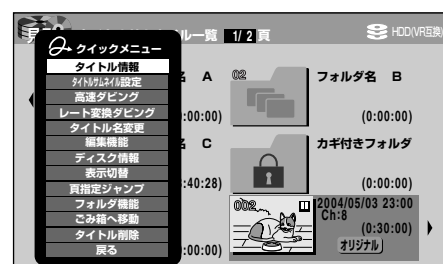 ル一覧 1/ 2 頁
HDD(VR互換)
クイックメニュー
タイトル情報
タイトルサムネイル設定
高速ダビング
レート変換ダビング
タイトル名変更
編集機能
ディスク情報
表示切替
頁指定ジャンプ
フォルダ機能
ごみ箱へ移動
タイトル削除
戻る
A
:00:00)
02
フォルダ名 B
(0:00:00)
C
:40:28)
カギ付きフォルダ
(0:00:00)
:00:00)
002
2004/05/03 23:00
Ch:8
(0:30:00)
オリジナル